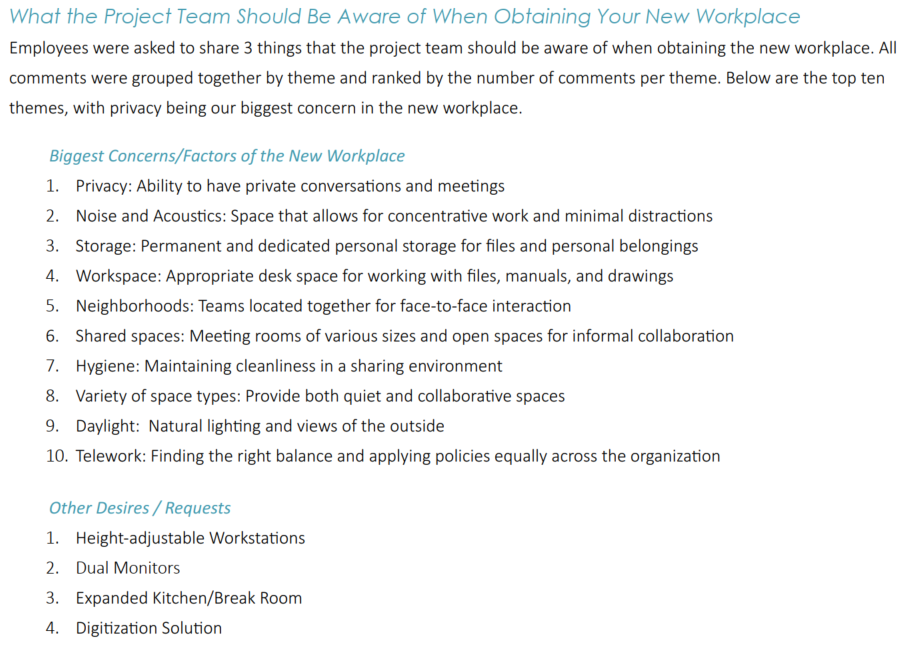 What the Project Team Should Be Aware of When Obtaining Your New Workplace
Employees were asked to share 3 things that the project team should be aware of when obtaining the new workplace. All
comments were grouped together by theme and ranked by the number of comments per theme. Below are the top ten
themes, with privacy being our biggest concern in the new workplace.
Biggest Concerns/Factors of the New Workplace
1. Privacy: Ability to have private conversations and meetings
2. Noise and Acoustics: Space that allows for concentrative work and minimal distractions
3. Storage: Permanent and dedicated personal storage for files and personal belongings
4. Workspace: Appropriate desk space for working with files, manuals, and drawings
5. Neighborhoods: Teams located together for face-to-face interaction
6. Shared spaces: Meeting rooms of various sizes and open spaces for informal collaboration
7. Hygiene: Maintaining cleanliness in a sharing environment
8. Variety of space types: Provide both quiet and collaborative spaces
9. Daylight: Natural lighting and views of the outside
10. Telework: Finding the right balance and applying policies equally across the organization
Other Desires / Requests
1. Height-adjustable Workstations
2. Dual Monitors
3. Expanded Kitchen/Break Room
4. Digitization Solution